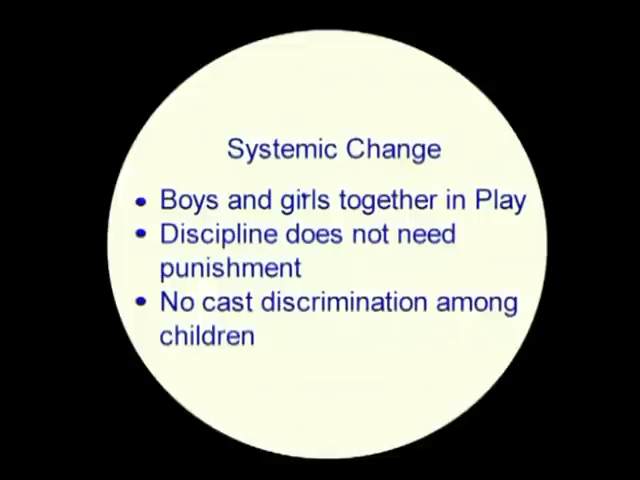 Systemic Change
• Boys and girls together in Play
• Discipline does not need
punishment
• No cast discrimination among
children